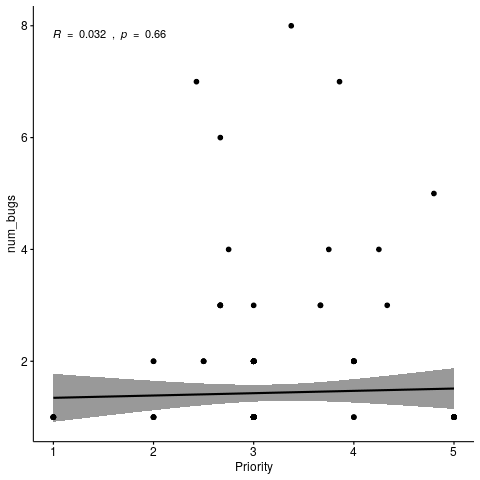 8
R = 0.032 , p = 0.66
6
num_bugs
4
2
1 2 3 4 5
Priority